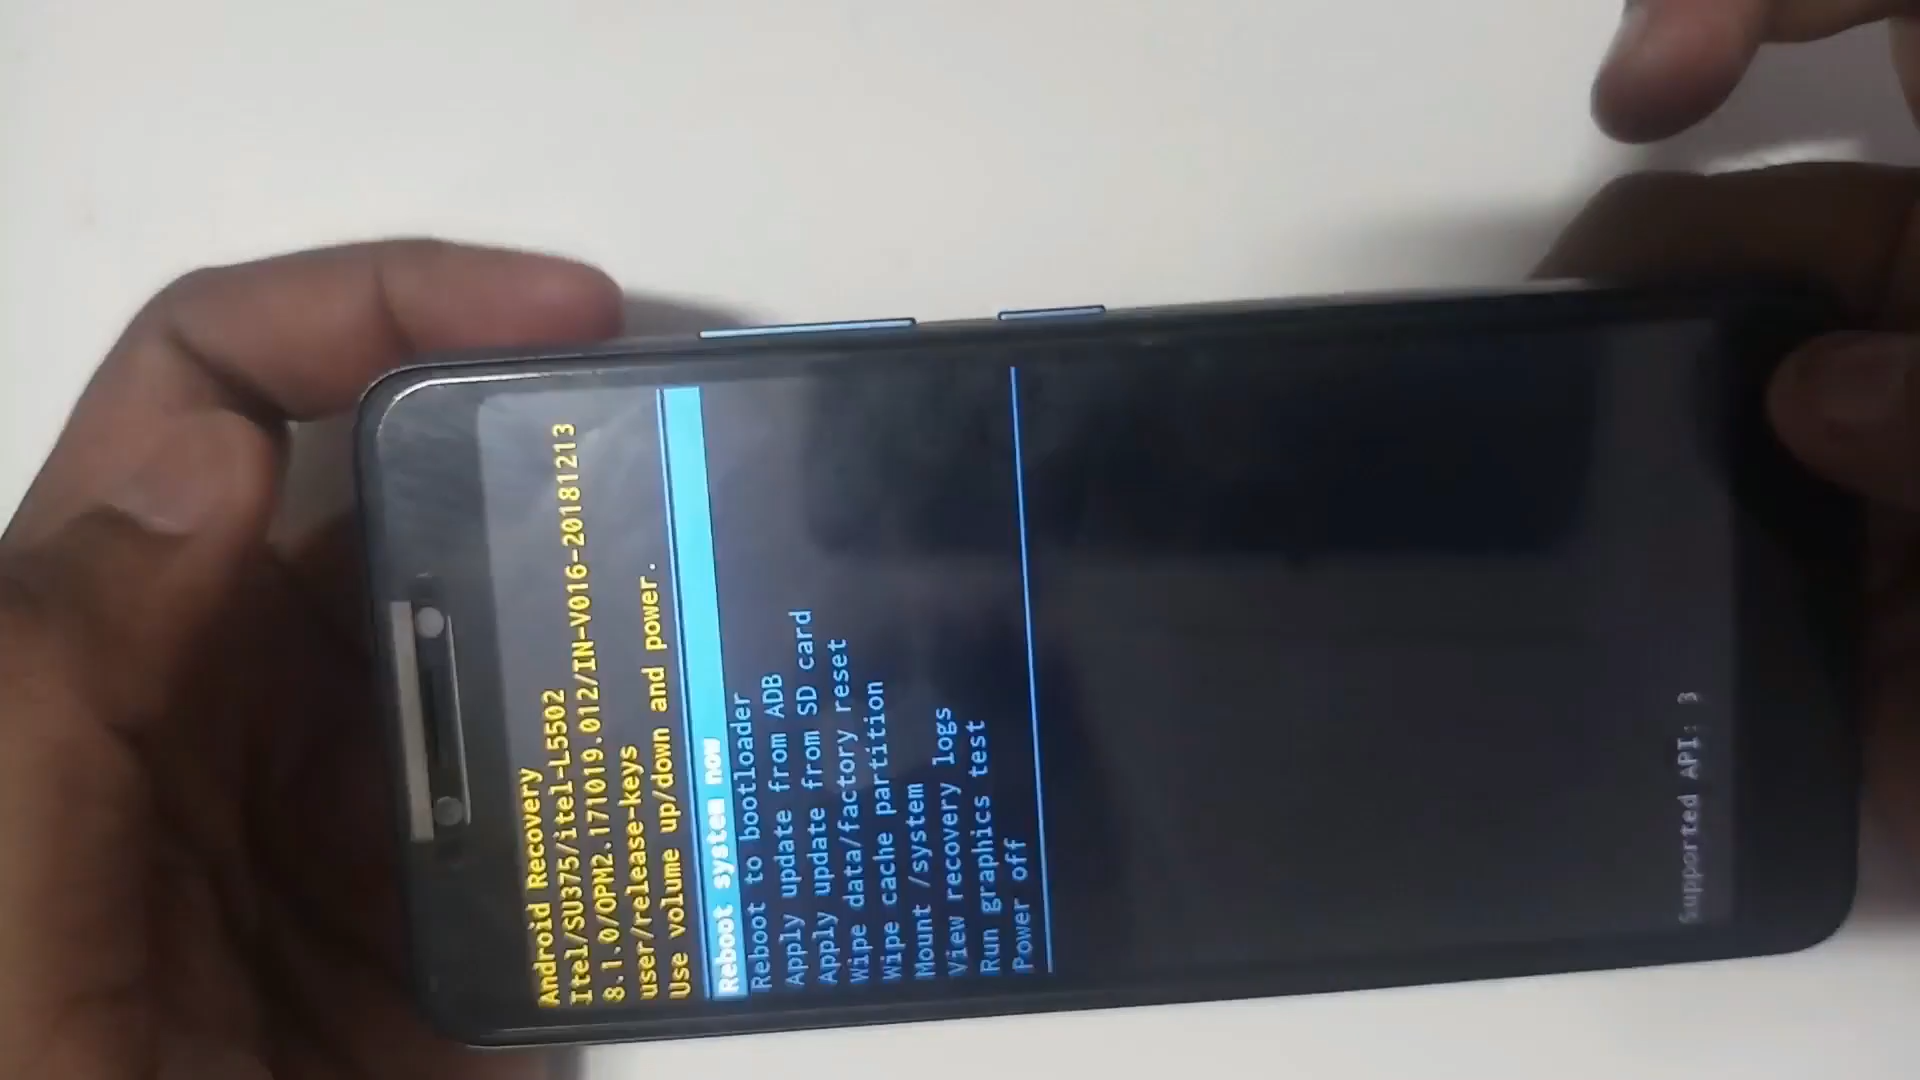 Android Recovery
Itel/SU375/itel-L5502
8.1.0/OPM2.171019.012/IN-V016-20181213
user/release-keys
Use volume up/down and power.
Reboot system now
Reboot to bootloader
Apply update from ADB
Apply update from SD card
Wipe data/factory reset
Wipe cache partition
Mount /system
View recovery logs
Run graphics test
Power off
Supported API: 3